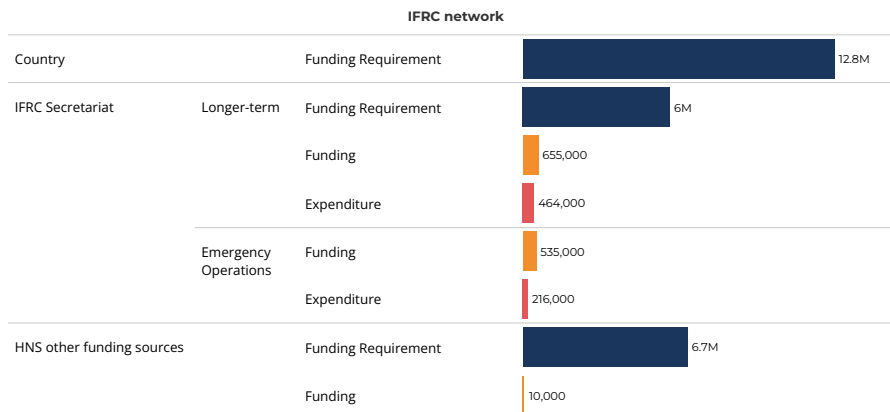 IFRC network
Country Funding Requirement 12.8M
IFRC Secretariat Longer-term Funding Requirement 6M
Funding 655,000
Expenditure 464,000
Emergency Operations Funding 535,000
Expenditure 216,000
HNS other funding sources Funding Requirement 6.7M
Funding 10,000